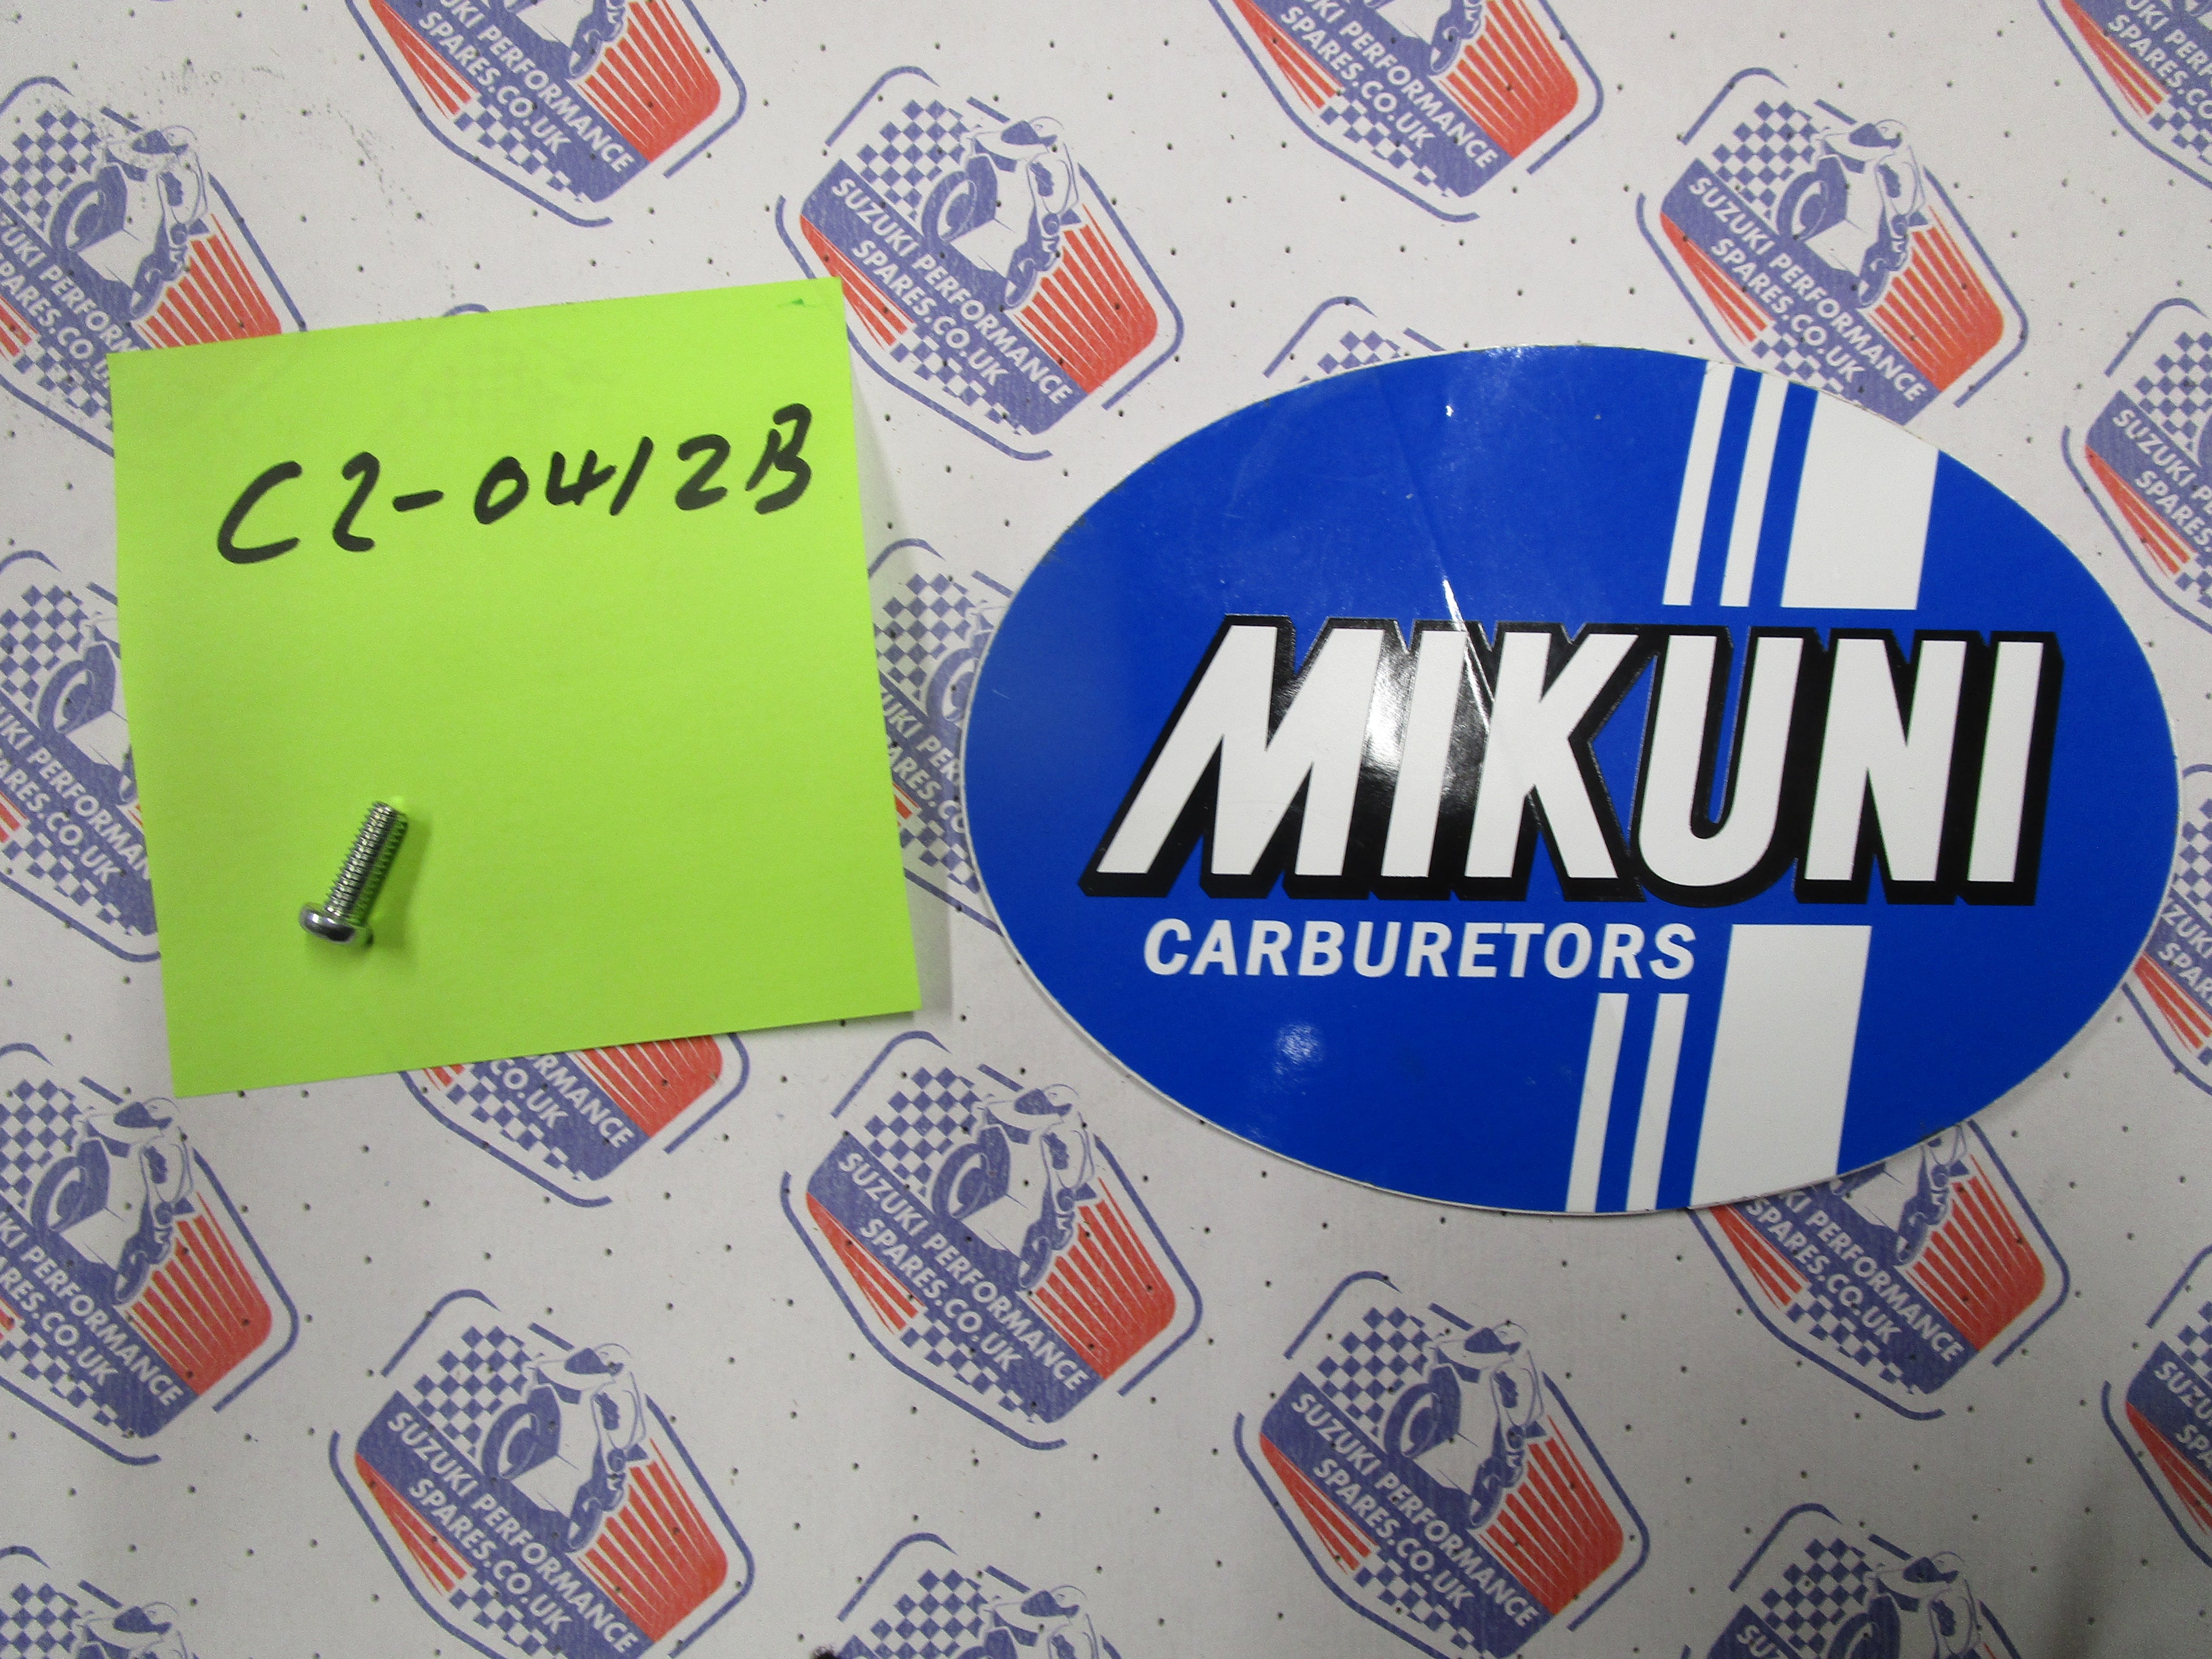 C2-0412B
MIKUNI
CARBURETORS
SUZUKI PERFORMANCE
SPARES.CO.UK